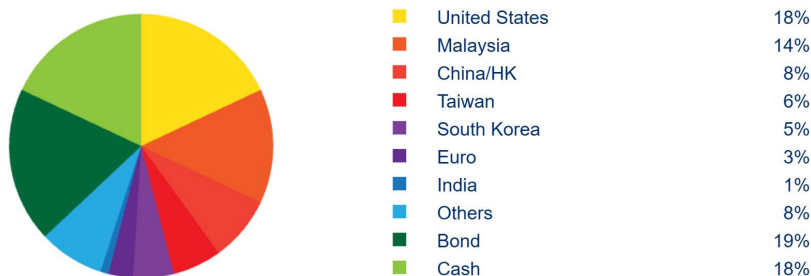 United States 18%
Malaysia 14%
China/HK 8%
Taiwan 6%
South Korea 5%
Euro 3%
India 1%
Others 8%
Bond 19%
Cash 18%